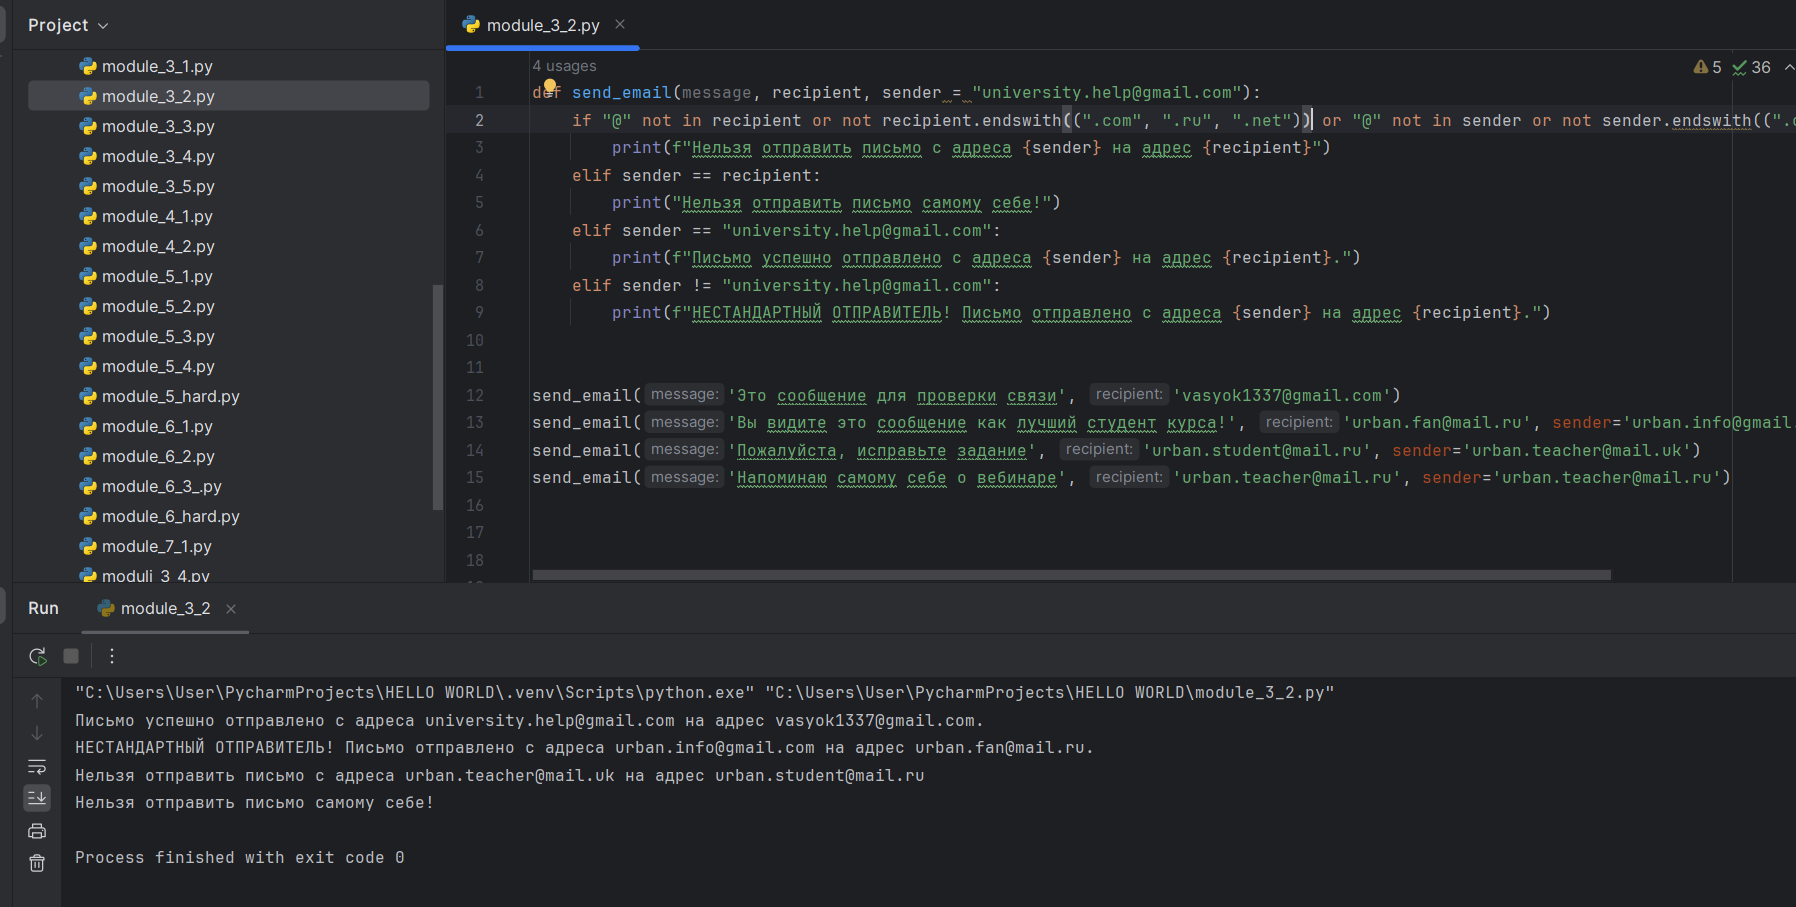 Project
module_3_1.py
module_3_2.py
module_3_3.py
module_3_4.py
module_3_5.py
module_4_1.py
module_4_2.py
module_5_1.py
module_5_2.py
module_5_3.py
module_5_4.py
module_5_hard.py
module_6_1.py
module_6_2.py
module_6_3_.py
module_6_hard.py
module_7_1.py
moduli_3_4.py
module_3_2.py
4 usages
5 36
1 def send_email(message, recipient, sender = "university.help@gmail.com"):
2 if "@" not in recipient or not recipient.endswith((".com", ".ru", ".net")) or "@" not in sender or not sender.endswith((".c
3 print(f"Нельзя отправить письмо с адреса {sender} на адрес {recipient}")
4 elif sender == recipient:
5 print("Нельзя отправить письмо самому себе!")
6 elif sender == "university.help@gmail.com":
7 print(f"Письмо успешно отправлено с адреса {sender} на адрес {recipient}.")
8 elif sender != "university.help@gmail.com":
9 print(f"НЕСТАНДАРТНЫЙ ОТПРАВИТЕЛЬ! Письмо отправлено с адреса {sender} на адрес {recipient}.")
10
11
12 send_email( message: 'Это сообщение для проверки связи', recipient: 'vasyok1337@gmail.com')
13 send_email( message: 'Вы видите это сообщение как лучший студент курса!', recipient: 'urban.fan@mail.ru', sender='urban.info@gmail.
14 send_email( message: 'Пожалуйста, исправьте задание', recipient: 'urban.student@mail.ru', sender='urban.teacher@mail.uk')
15 send_email( message: 'Напоминаю самому себе о вебинаре', recipient: 'urban.teacher@mail.ru', sender='urban.teacher@mail.ru')
16
17
18
Run module_3_2
"C:\Users\User\PycharmProjects\HELLO WORLD\.venv\Scripts\python.exe" "C:\Users\User\PycharmProjects\HELLO WORLD\module_3_2.py"
Письмо успешно отправлено с адреса university.help@gmail.com на адрес vasyok1337@gmail.com.
НЕСТАНДАРТНЫЙ ОТПРАВИТЕЛЬ! Письмо отправлено с адреса urban.info@gmail.com на адрес urban.fan@mail.ru.
Нельзя отправить письмо с адреса urban.teacher@mail.uk на адрес urban.student@mail.ru
Нельзя отправить письмо самому себе!
Process finished with exit code 0